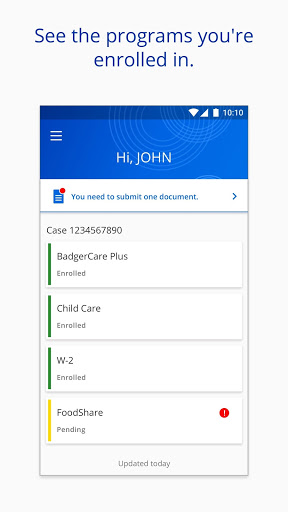 See the programs you're
enrolled in.
10:10
Hi, JOHN
You need to submit one document.
Case 1234567890
BadgerCare Plus
Enrolled
Child Care
Enrolled
W-2
Enrolled
FoodShare
Pending
Updated today